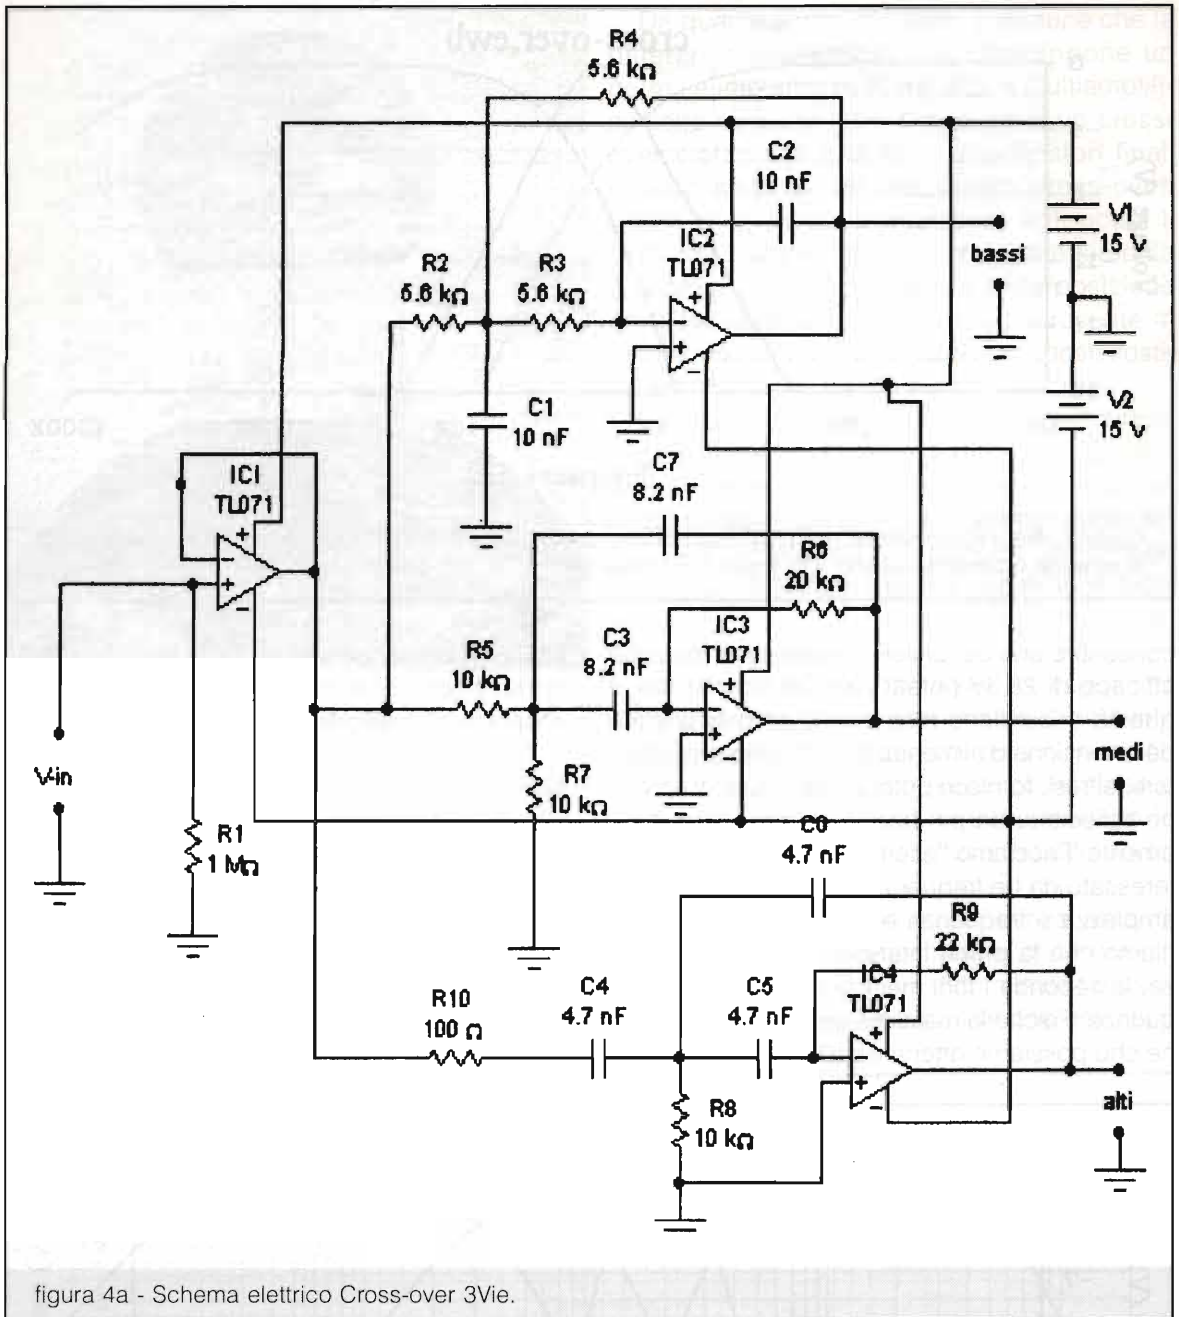 cross-over.ewb
R4
5.6 kΩ
C2
10 nF
V1
15 V
IC2
TL071
bassi
R2
5.6 kΩ
R3
5.6 kΩ
V2
15 V
C1
10 nF
C7
8.2 nF
IC1
TL071
R6
20 kΩ
IC3
TL071
C3
8.2 nF
R5
10 kΩ
V-in
medi
R7
10 kΩ
R1
1 MΩ
C6
4.7 nF
R9
22 kΩ
IC4
TL071
R10
100 Ω
C4
4.7 nF
C5
4.7 nF
R8
10 kΩ
alti
figura 4a - Schema elettrico Cross-over 3Vie.